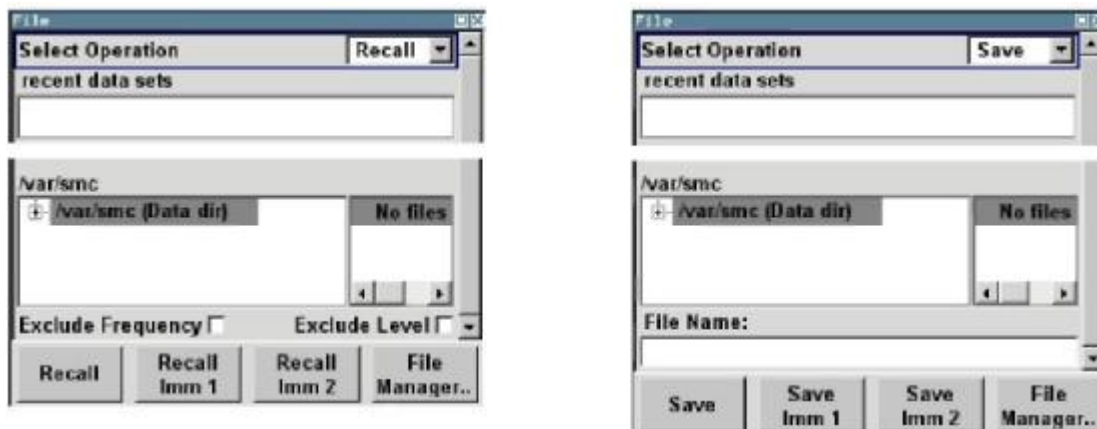 File
Select Operation Recall
recent data sets
/var/smc
/var/smc (Data dir) No files
Exclude Frequency Exclude Level
Recall Recall Imm 1 Recall Imm 2 File Manager..
File
Select Operation Save
recent data sets
/var/smc
/var/smc (Data dir) No files
File Name:
Save Save Imm 1 Save Imm 2 File Manager..